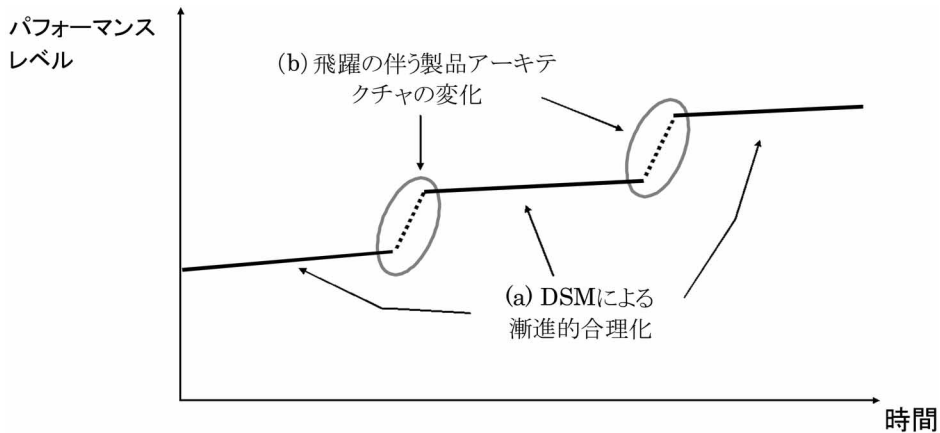 パフォーマンス
レベル
(b) 飛躍の伴う製品アーキテ
クチャの変化
(a) DSMによる
漸進的合理化
時間